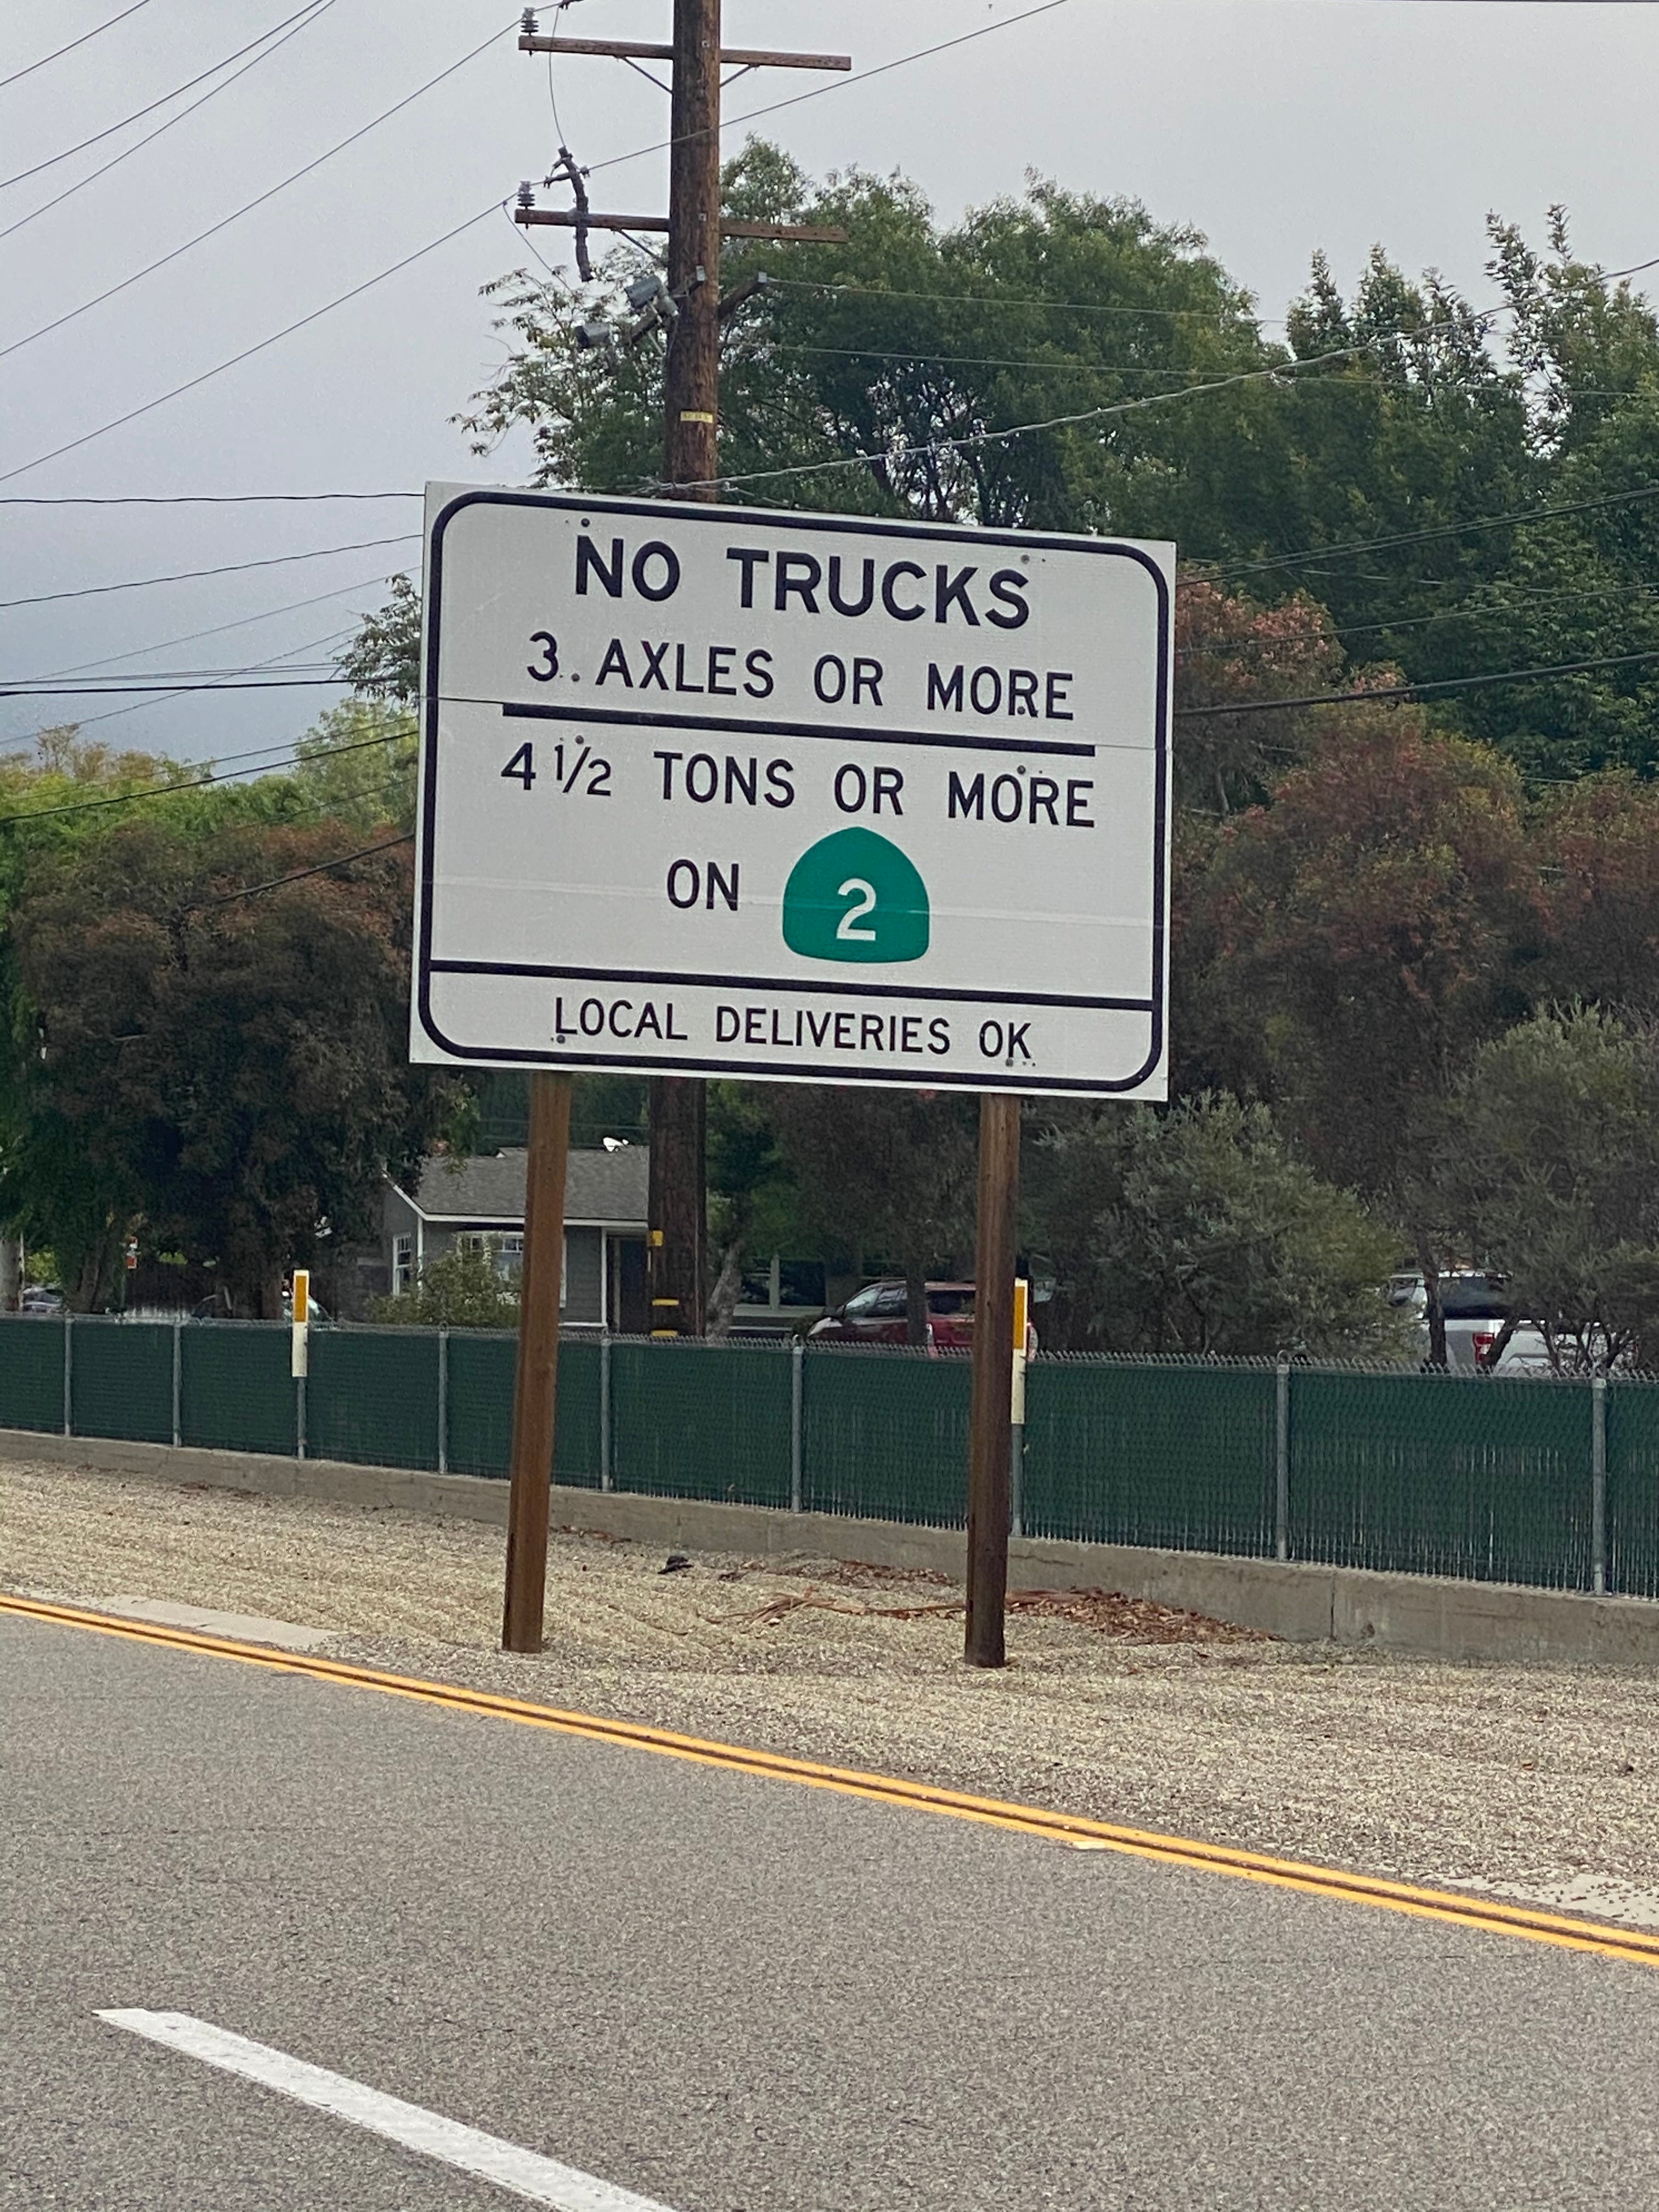 NO TRUCKS
3 AXLES OR MORE
4 1/2 TONS OR MORE
ON 2
LOCAL DELIVERIES OK